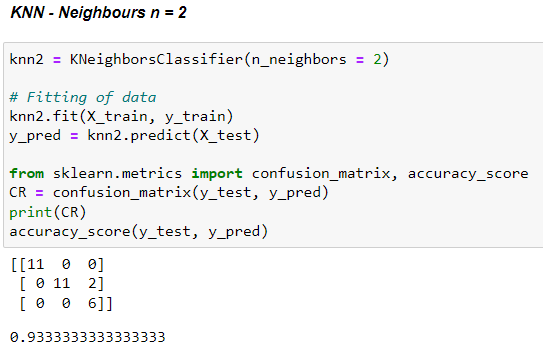 KNN - Neighbours n = 2
knn2 = KNeighborsClassifier(n_neighbors = 2)
# Fitting of data
knn2.fit(X_train, y_train)
y_pred = knn2.predict(X_test)
from sklearn.metrics import confusion_matrix, accuracy_score
CR = confusion_matrix(y_test, y_pred)
print(CR)
accuracy_score(y_test, y_pred)
[[11  0  0]
 [ 0 11  2]
 [ 0  0  6]]
0.9333333333333333